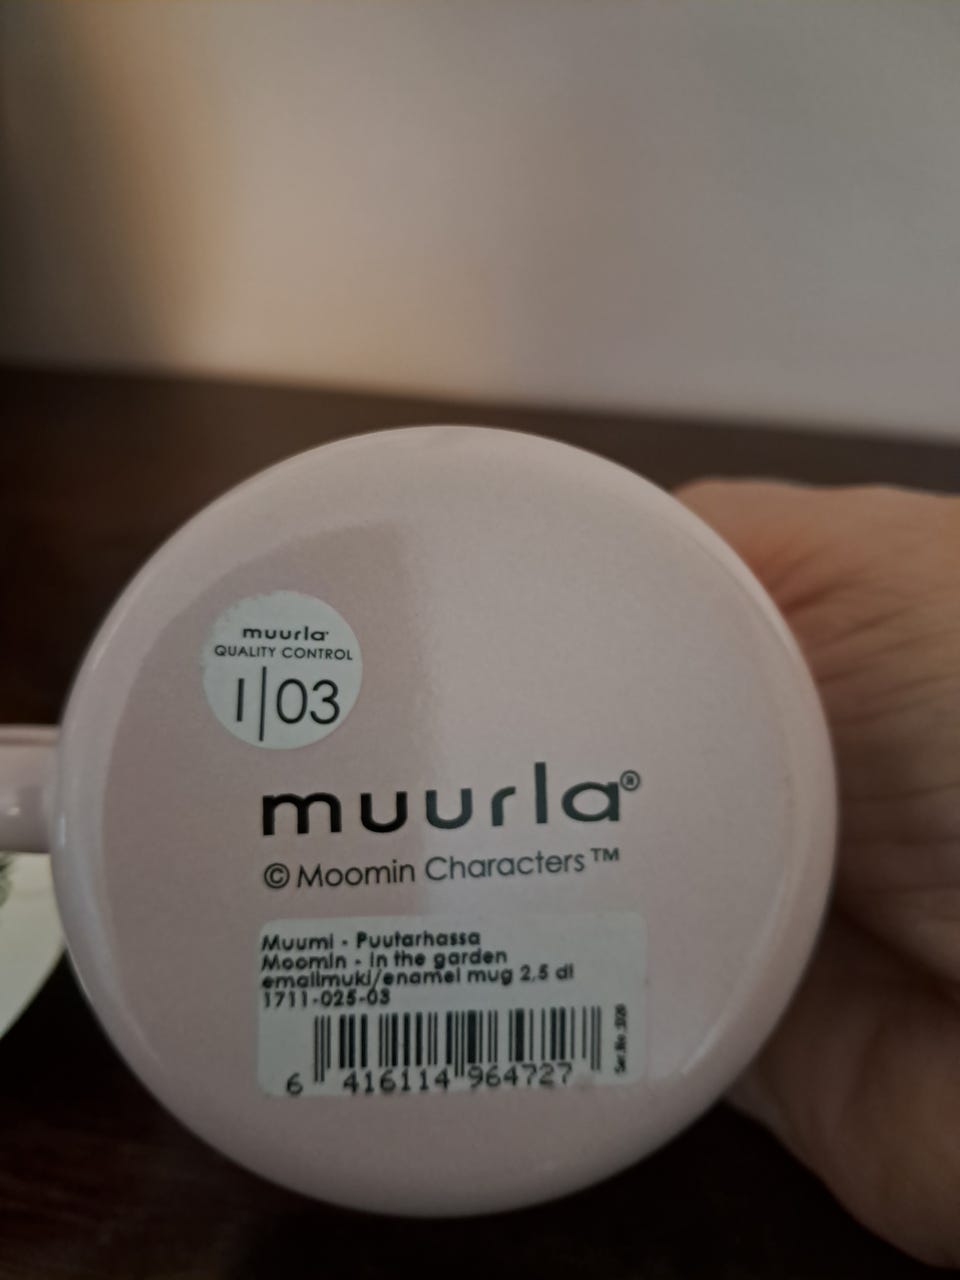 muurla®
QUALITY CONTROL
I|03
muurla®
© Moomin Characters™
Muumi - Puutarhassa
Moomin - in the garden
emalimuki/enamel mug 2,5 dl
1711-025-03
6 416114 964727